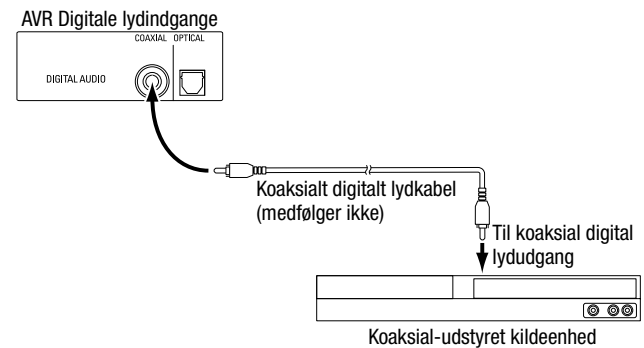 AVR Digitale lydindgange
COAXIAL OPTICAL
DIGITAL AUDIO
Koaksialt digitalt lydkabel
(medfølger ikke)
Til koaksial digital
lydudgang
Koaksial-udstyret kildeenhed